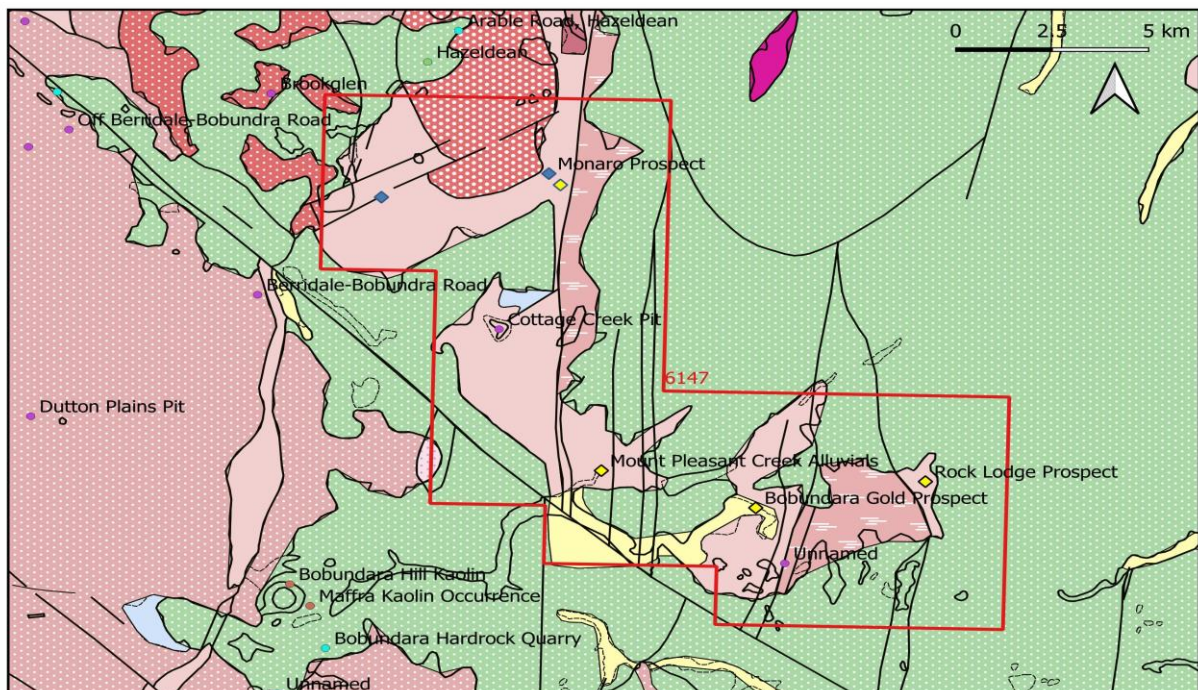 Arable Road, Hazeldean
0 2.5 5 km
Hazeldean
Brookglen
Off Berridale-Bobundra Road
Monaro Prospect
Berridale-Bobundra Road
Cottage Creek Pit
6147
Dutton Plains Pit
Mount Pleasant Creek Alluvials
Rock Lodge Prospect
Bobundara Gold Prospect
Unnamed
Bobundara Hill Kaolin
Maffra Kaolin Occurrence
Bobundara Hardrock Quarry
Unnamed